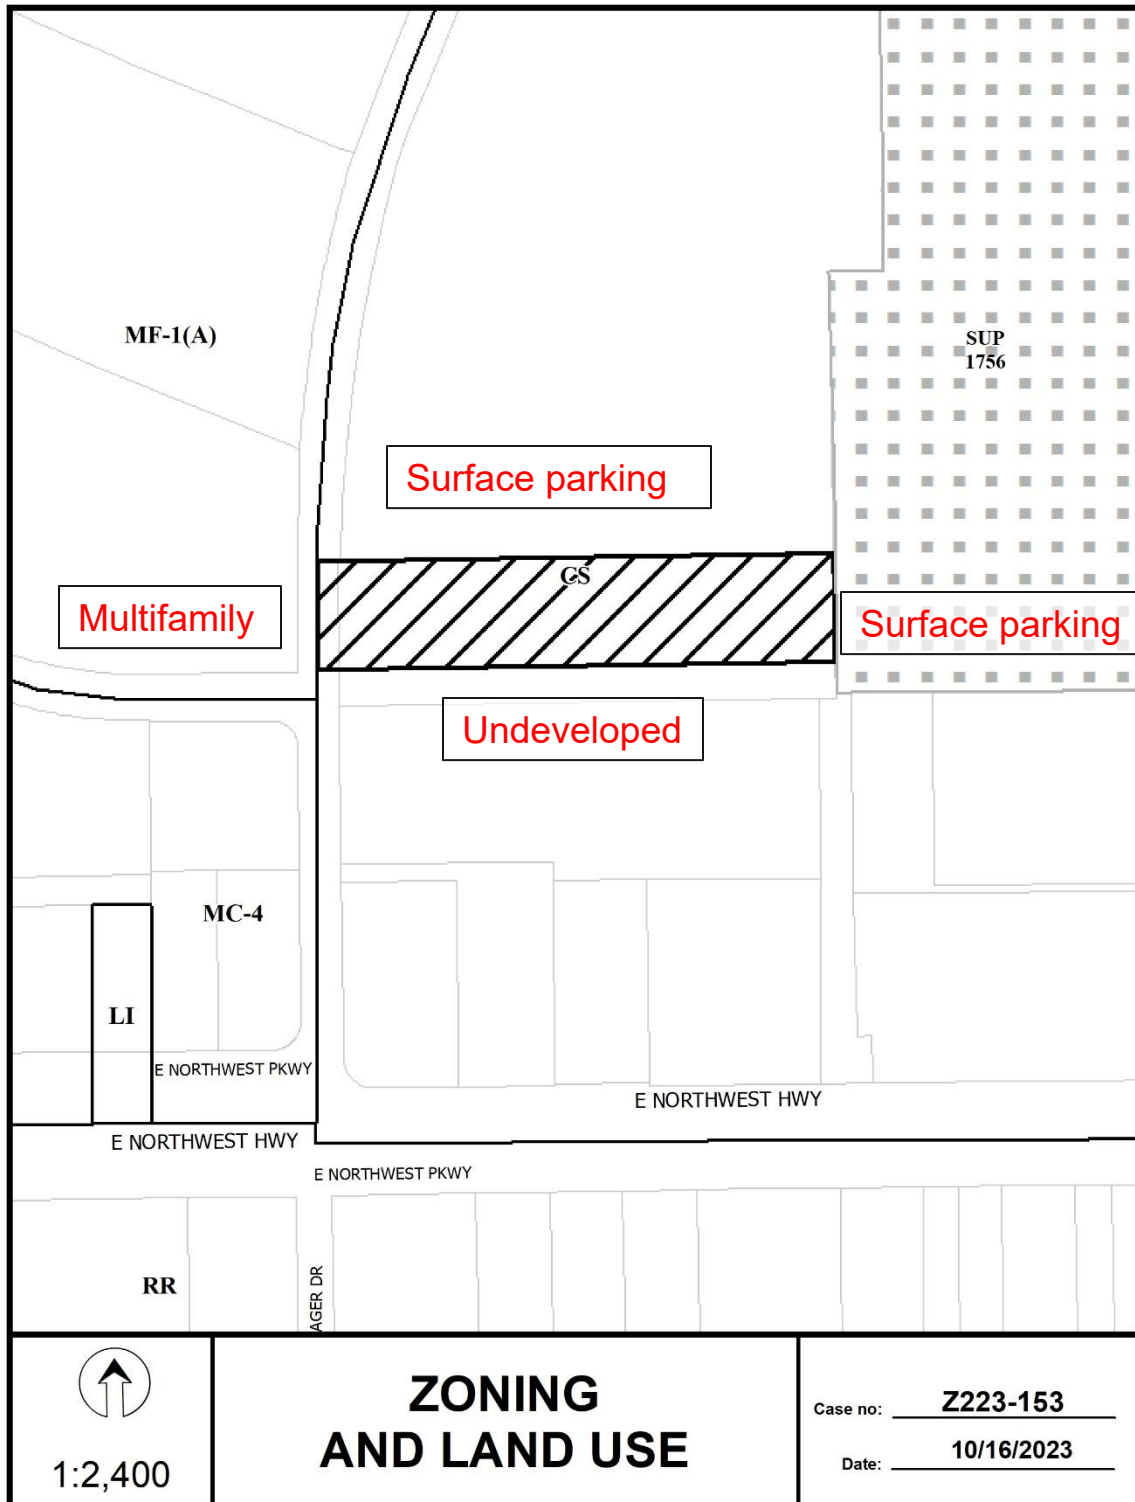 MF-1(A)
SUP
1756
Surface parking
CS
Multifamily
Surface parking
Undeveloped
MC-4
LI
E NORTHWEST PKWY
E NORTHWEST HWY
E NORTHWEST HWY
E NORTHWEST PKWY
RR
AGER DR
1:2,400
ZONING
AND LAND USE
Case no: Z223-153
Date: 10/16/2023